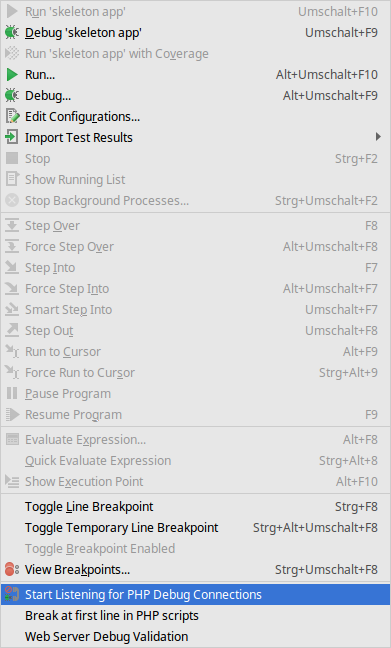 Run 'skeleton app' Umschalt+F10
Debug 'skeleton app' Umschalt+F9
Run 'skeleton app' with Coverage
Run... Alt+Umschalt+F10
Debug... Alt+Umschalt+F9
Edit Configurations...
Import Test Results
Stop Strg+F2
Show Running List
Stop Background Processes... Strg+Umschalt+F2
Step Over F8
Force Step Over Alt+Umschalt+F8
Step Into F7
Force Step Into Alt+Umschalt+F7
Smart Step Into Umschalt+F7
Step Out Umschalt+F8
Run to Cursor Alt+F9
Force Run to Cursor Strg+Alt+9
Pause Program
Resume Program F9
Evaluate Expression... Alt+F8
Quick Evaluate Expression Strg+Alt+8
Show Execution Point Alt+F10
Toggle Line Breakpoint Strg+F8
Toggle Temporary Line Breakpoint Strg+Alt+Umschalt+F8
Toggle Breakpoint Enabled
View Breakpoints... Strg+Umschalt+F8
Start Listening for PHP Debug Connections
Break at first line in PHP scripts
Web Server Debug Validation